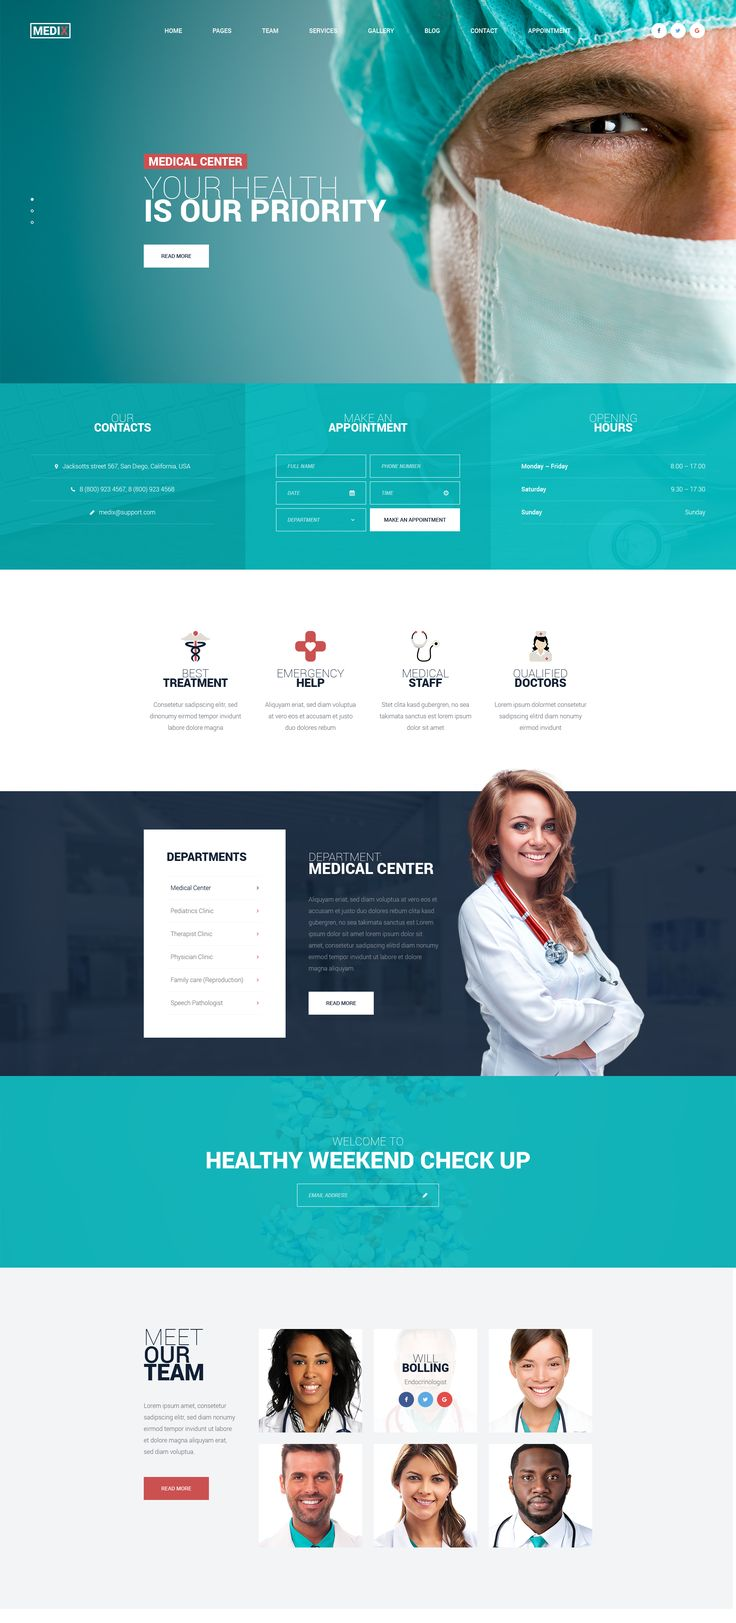 MEDIX
HOME PAGES TEAM SERVICES GALLERY BLOG CONTACT APPOINTMENT
MEDICAL CENTER
YOUR HEALTH
IS OUR PRIORITY
READ MORE
OUR
CONTACTS
Jacksotts street 567, San Diego, California, USA
8 (800) 923 4567, 8 (800) 923 4568
medix@support.com
MAKE AN
APPOINTMENT
FULL NAME PHONE NUMBER
DATE TIME
DEPARTMENT MAKE AN APPOINTMENT
OPENING
HOURS
Monday – Friday 8.00 – 17.00
Saturday 9.30 – 17.30
Sunday Sunday
BEST
TREATMENT
Consetetur sadipscing elitr, sed
dinonumy eirmod tempor invidunt
labore dolore magna
EMERGENCY
HELP
Aliquyam eriat, sed diam voluptua
at vero eos et accusam et justo
duo dolores rebum
MEDICAL
STAFF
Stet clita kasd gubergren, no sea
takimata sanctus est lorem ipsum
dolor sit amet
QUALIFIED
DOCTORS
Lorem ipsum dolormet consetetur
sadipscing elitrd diam nonumy
eirmod invidunt
DEPARTMENTS
Medical Center
Pediatrics Clinic
Therapist Clinic
Physician Clinic
Family care (Reproduction)
Speech Pathologist
DEPARTMENT:
MEDICAL CENTER
Aliquyam eriat, sed diam voluptua at vero eos et
accusam et justo duo dolores rebum clita kasd
gubergren, no sea takimata sanctus est Lorem
ipsum dolor sit amet lorem ipsum dolor sit
amet, consetetur sadipscing elitr sed diam nonumy
eirmod tempor invidunt ut labore et dolore
magna aliquyam.
READ MORE
WELCOME TO
HEALTHY WEEKEND CHECK UP
EMAIL ADDRESS
MEET
OUR
TEAM
Lorem ipsum amet, consetetur
sadipscing elitr, sed diam
eirmod tempor invidunt ut labore
et dolore magna aliquyam erat,
sed diam voluptua.
READ MORE
WILL
BOLLING
Endocrinologist